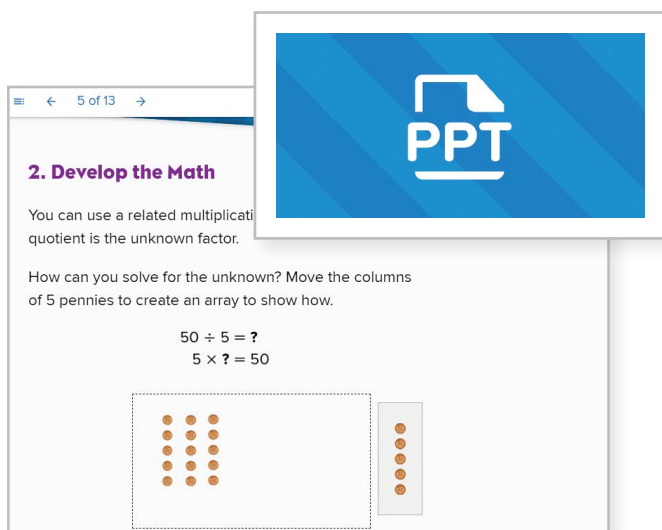 PPT
5 of 13
2. Develop the Math
You can use a related
quotient is the unknown factor.
How can you solve for the unknown? Move the columns
of 5 pennies to create an array to show how.
50 ÷ 5 = ?
5 × ? = 50